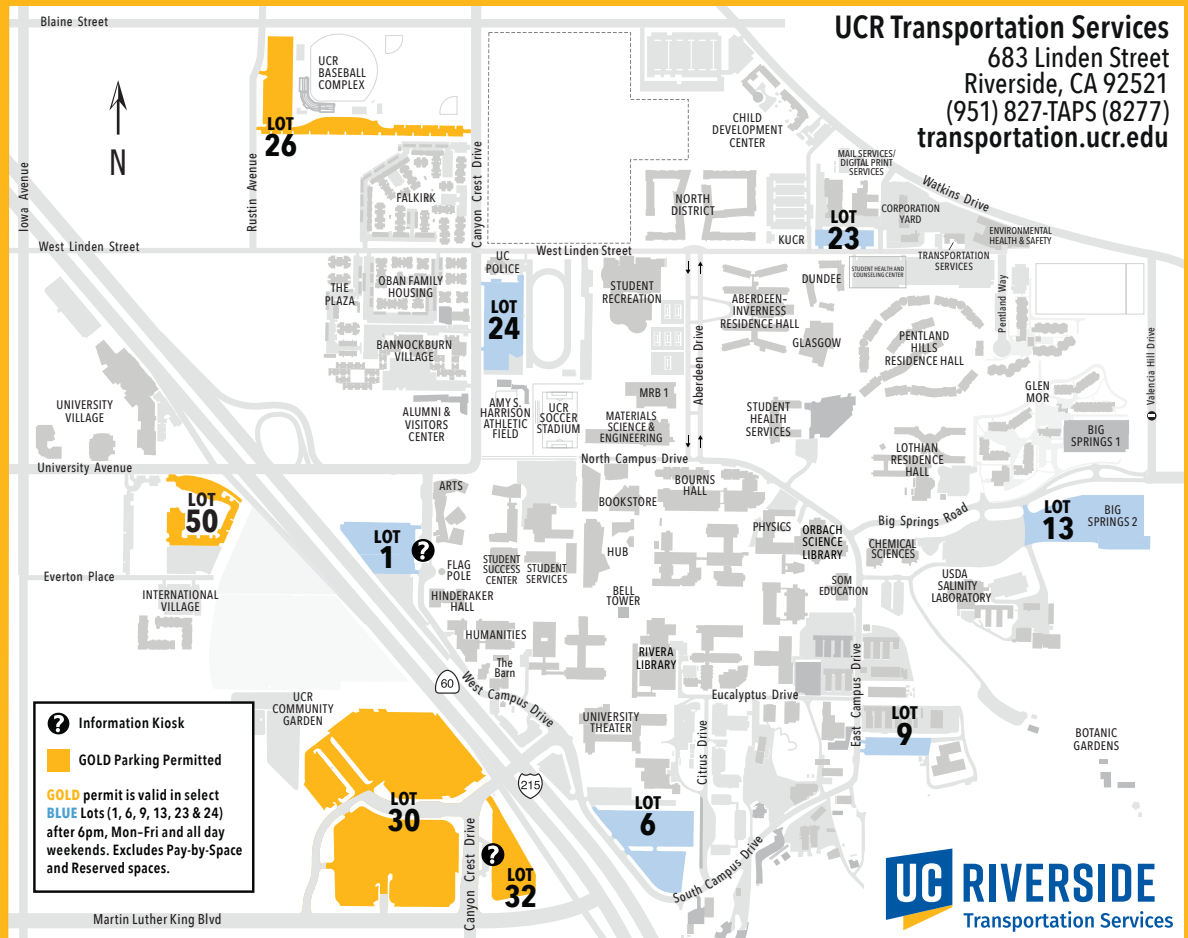 Blaine Street
UCR Transportation Services
683 Linden Street
Riverside, CA 92521
(951) 827-TAPS (8277)
transportation.ucr.edu
UCR
BASEBALL
COMPLEX
LOT
26
N
Iowa Avenue
Rustin Avenue
Canyon Crest Drive
FALKIRK
CHILD
DEVELOPMENT
CENTER
MAIL SERVICES/
DIGITAL PRINT
SERVICES
Watkins Drive
NORTH
DISTRICT
LOT
23
CORPORATION
YARD
KUCR
ENVIRONMENTAL
HEALTH & SAFETY
TRANSPORTATION
SERVICES
West Linden Street
West Linden Street
UC
POLICE
THE
PLAZA
OBAN FAMILY
HOUSING
LOT
24
STUDENT
RECREATION
ABERDEEN–
INVERNESS
RESIDENCE HALL
DUNDEE
STUDENT HEALTH AND
COUNSELING CENTER
Pentland Way
BANNOCKBURN
VILLAGE
GLASGOW
PENTLAND
HILLS
RESIDENCE HALL
Aberdeen Drive
Valencia Hill Drive
UNIVERSITY
VILLAGE
ALUMNI &
VISITORS
CENTER
AMY S.
HARRISON
ATHLETIC
FIELD
UCR
SOCCER
STADIUM
MRB 1
MATERIALS
SCIENCE &
ENGINEERING
STUDENT
HEALTH
SERVICES
GLEN
MOR
BIG
SPRINGS 1
LOTHIAN
RESIDENCE
HALL
University Avenue
North Campus Drive
LOT
50
ARTS
BOOKSTORE
BOURNS
HALL
LOT
1
?
PHYSICS
ORBACH
SCIENCE
LIBRARY
Big Springs Road
LOT
13
BIG
SPRINGS 2
CHEMICAL
SCIENCES
FLAG
POLE
STUDENT
SUCCESS
CENTER
STUDENT
SERVICES
HUB
Everton Place
INTERNATIONAL
VILLAGE
HINDERAKER
HALL
BELL
TOWER
SOM
EDUCATION
USDA
SALINITY
LABORATORY
HUMANITIES
The
Barn
RIVERA
LIBRARY
60
West Campus Drive
Eucalyptus Drive
East Campus Drive
UCR
COMMUNITY
GARDEN
UNIVERSITY
THEATER
Citrus Drive
LOT
9
BOTANIC
GARDENS
215
LOT
30
LOT
6
Canyon Crest Drive
?
LOT
32
South Campus Drive
Martin Luther King Blvd
? Information Kiosk
GOLD Parking Permitted
GOLD permit is valid in select
BLUE Lots (1, 6, 9, 13, 23 & 24)
after 6pm, Mon–Fri and all day
weekends. Excludes Pay-by-Space
and Reserved spaces.
UC RIVERSIDE
Transportation Services